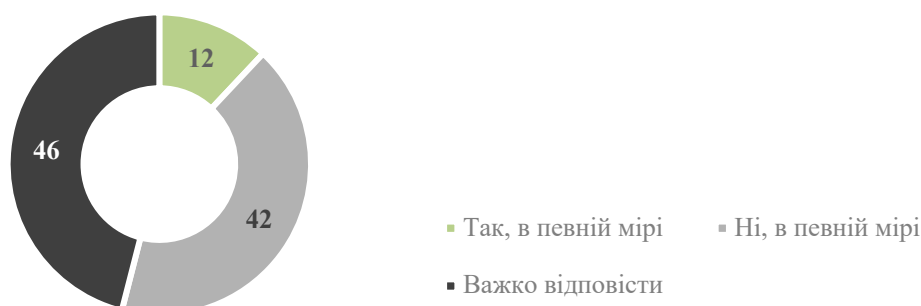 12
46
42
Так, в певній мірі
Ні, в певній мірі
Важко відповісти